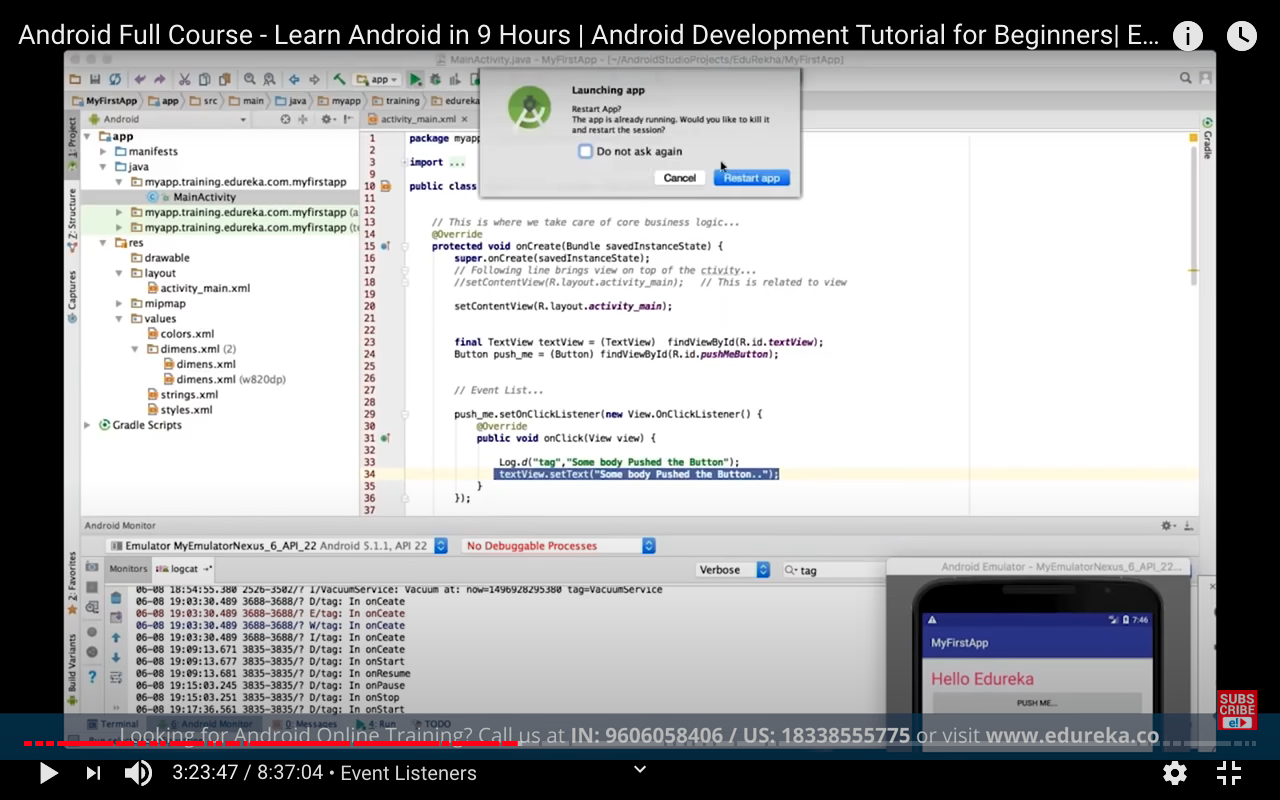 Android Full Course - Learn Android in 9 Hours | Android Development Tutorial for Beginners| E...
MainActivity.java - MyFirstApp - [~/AndroidStudioProjects/EduRekha/MyFirstApp]
app
MyFirstApp app src main java myapp training edureka
Launching app
Restart App?
The app is already running. Would you like to kill it
and restart the session?
Do not ask again
Cancel Restart app
1: Project
Z: Structure
Captures
2: Favorites
Build Variants
Gradle
Android
app
manifests
java
myapp.training.edureka.com.myfirstapp
MainActivity
myapp.training.edureka.com.myfirstapp (a
myapp.training.edureka.com.myfirstapp (t
res
drawable
layout
activity_main.xml
mipmap
values
colors.xml
dimens.xml (2)
dimens.xml
dimens.xml (w820dp)
strings.xml
styles.xml
Gradle Scripts
activity_main.xml ×
1 package myapp
2
3 import ...
9
10 public class
11
12
13 // This is where we take care of core business logic...
14 @Override
15 protected void onCreate(Bundle savedInstanceState) {
16 super.onCreate(savedInstanceState);
17 // Following line brings view on top of the ctivity...
18 //setContentView(R.layout.activity_main); // This is related to view
19
20 setContentView(R.layout.activity_main);
21
22
23 final TextView textView = (TextView) findViewById(R.id.textView);
24 Button push_me = (Button) findViewById(R.id.pushMeButton);
25
26
27 // Event List...
28
29 push_me.setOnClickListener(new View.OnClickListener() {
30 @Override
31 public void onClick(View view) {
32
33 Log.d("tag","Some body Pushed the Button");
34 textView.setText("Some body Pushed the Button..");
35 }
36 });
37
Android Monitor
Emulator MyEmulatorNexus_6_API_22 Android 5.1.1, API 22 No Debuggable Processes
Monitors logcat Verbose tag
06-08 18:54:55.380 2526-3502/? I/VacuumService: Vacuum at: now=1496928295380 tag=VacuumService
06-08 19:03:30.489 3688-3688/? D/tag: In onCeate
06-08 19:03:30.489 3688-3688/? E/tag: In onCeate
06-08 19:03:30.489 3688-3688/? W/tag: In onCeate
06-08 19:03:30.489 3688-3688/? I/tag: In onCeate
06-08 19:09:13.671 3835-3835/? D/tag: In onCeate
06-08 19:09:13.677 3835-3835/? D/tag: In onStart
06-08 19:09:13.681 3835-3835/? D/tag: In onResume
06-08 19:15:03.245 3835-3835/? D/tag: In onPause
06-08 19:15:03.251 3835-3835/? D/tag: In onStop
06-08 19:17:36.561 3835-3835/? D/tag: In onStart
Android Emulator - MyEmulatorNexus_6_API_22...
7:46
MyFirstApp
Hello Edureka
PUSH ME...
SUBS
CRIBE
e!
Terminal 6: Android Monitor 0: Messages 4: Run TODO
Looking for Android Online Training? Call us at IN: 9606058406 / US: 18338555775 or visit www.edureka.co
3:23:47 / 8:37:04 • Event Listeners